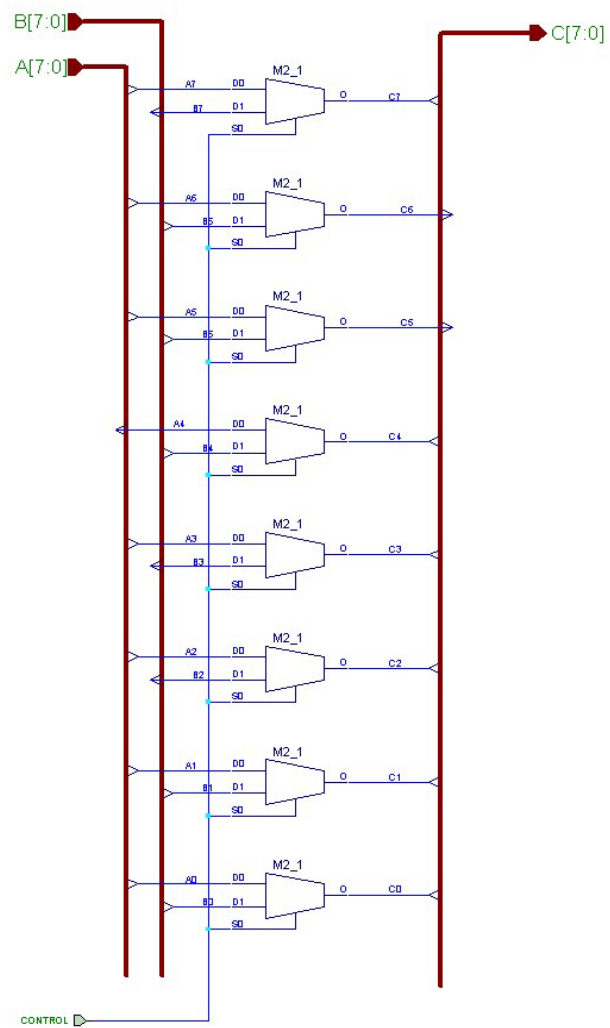 B[7:0]
C[7:0]
A[7:0]
M2_1
A7 D0
O C7
B7 D1
S0
M2_1
A6 D0
O C6
B5 D1
S0
M2_1
A5 D0
O C5
B5 D1
S0
M2_1
A4 D0
O C4
B4 D1
S0
M2_1
A3 D0
O C3
B3 D1
S0
M2_1
A2 D0
O C2
B2 D1
S0
M2_1
A1 D0
O C1
B1 D1
S0
M2_1
A0 D0
O C0
B0 D1
S0
CONTROL